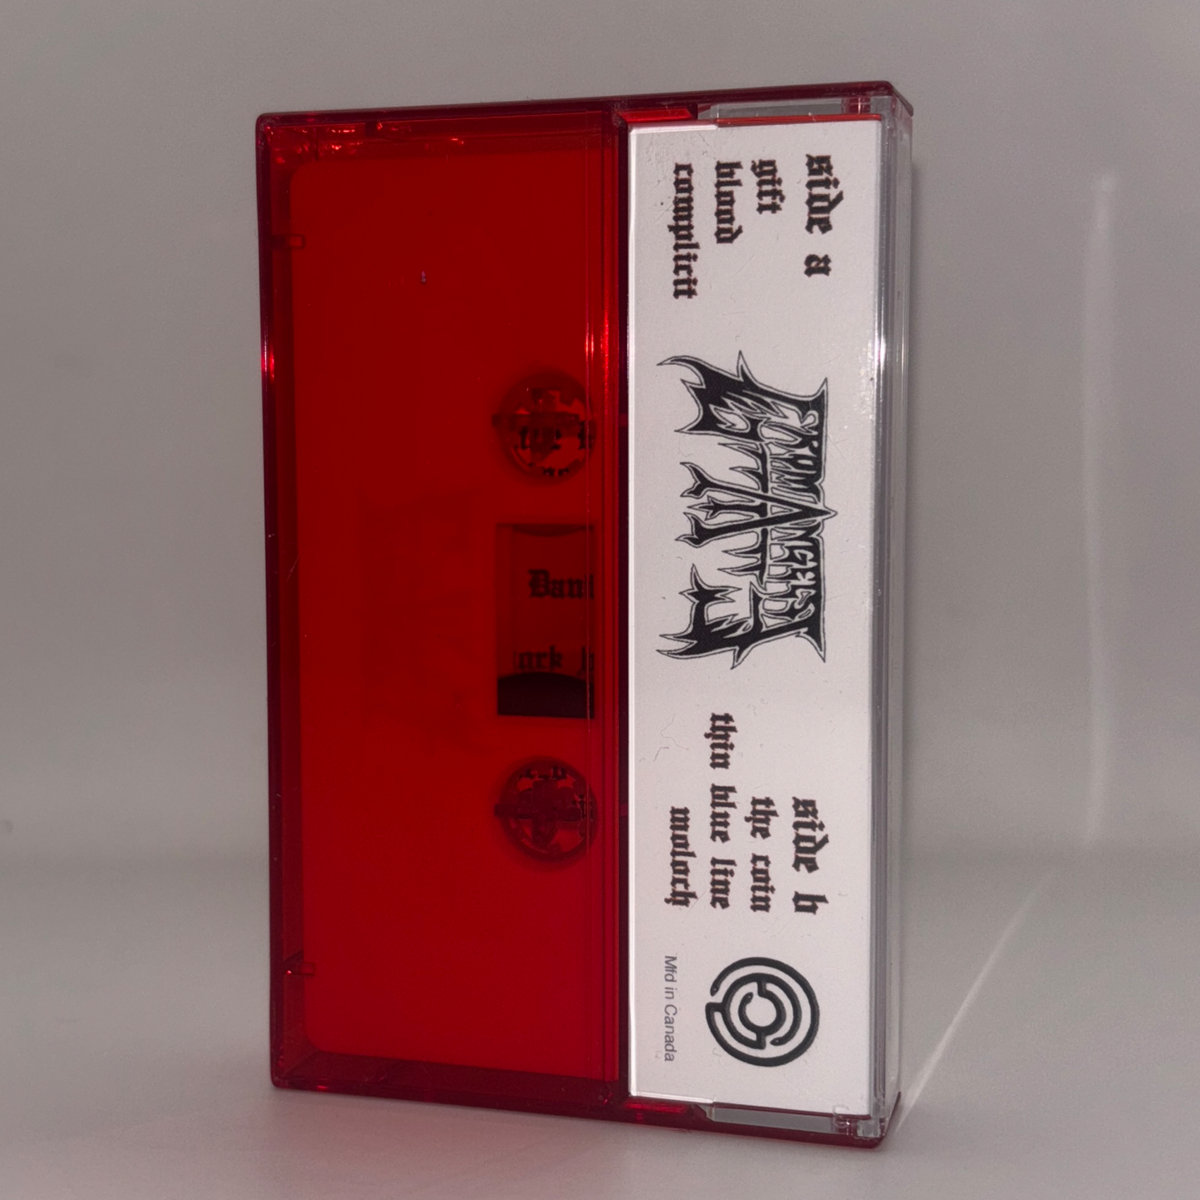 side a
gift
blood
complicit
side b
the coin
thin blue line
moloch
Mfd in Canada